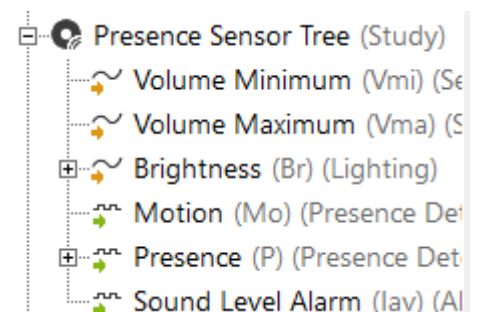 Presence Sensor Tree (Study)
Volume Minimum (Vmi) (Se
Volume Maximum (Vma) (S
Brightness (Br) (Lighting)
Motion (Mo) (Presence Det
Presence (P) (Presence Det
Sound Level Alarm (Iav) (Al